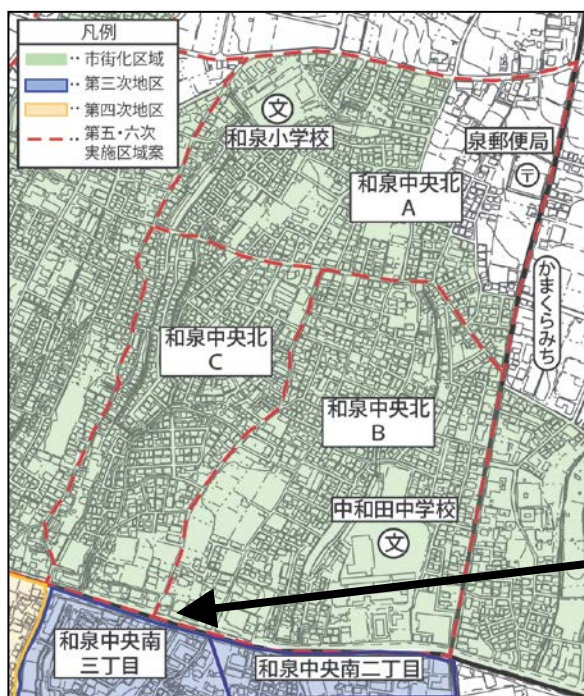 凡例
‥市街化区域
‥第三次地区
‥第四次地区
‥第五・六次
実施区域案
文
和泉小学校
泉郵便局
〒
和泉中央北
A
かまくらみち
和泉中央北
C
和泉中央北
B
中和田中学校
文
和泉中央南
三丁目
和泉中央南二丁目